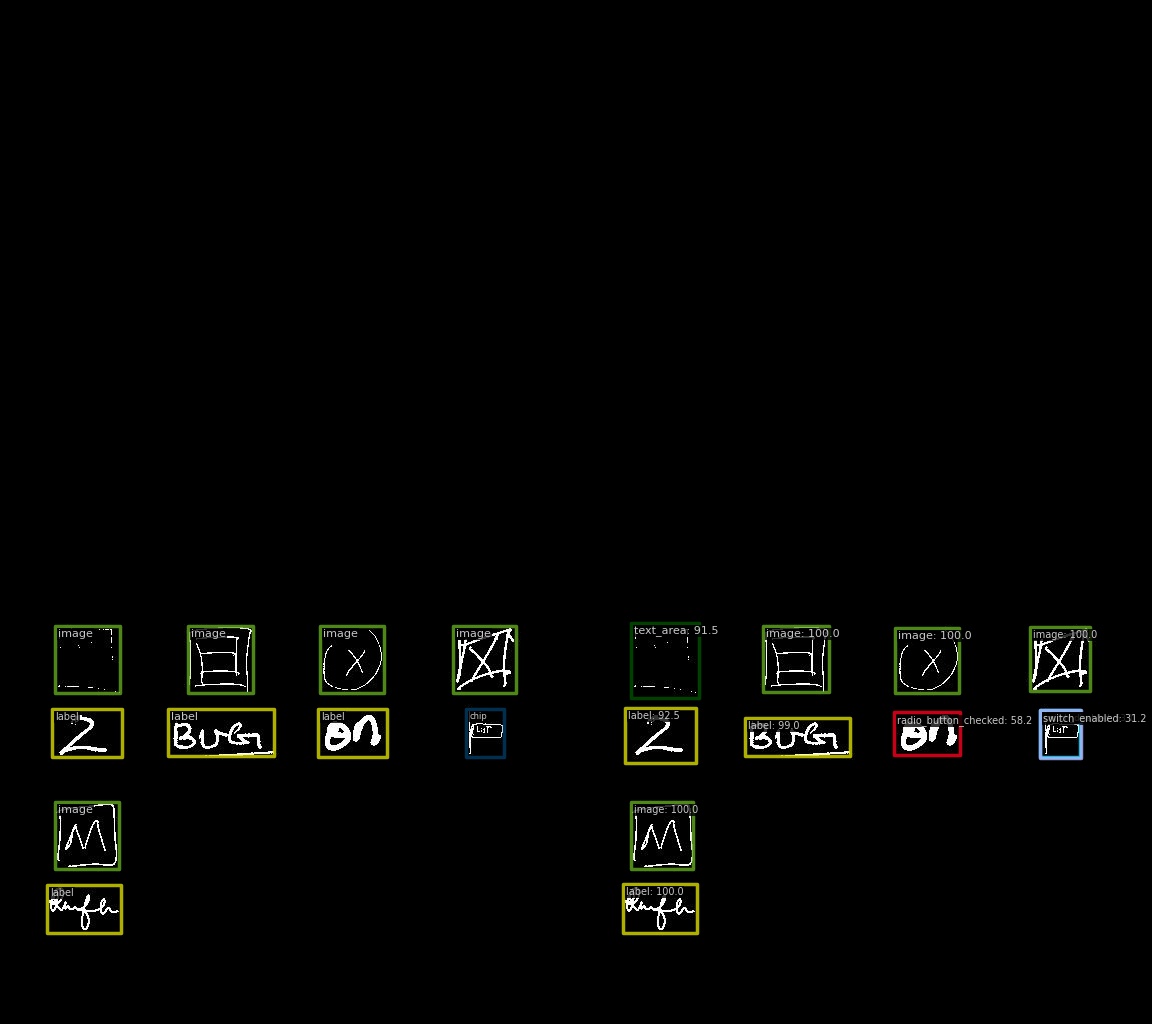 image image image image text_area: 91.5 image: 100.0 image: 100.0 image: 100.0
X X
label label label chip label: 92.5 label: 99.0 radio_button_checked: 58.2 switch_enabled: 31.2
2 BUG on 2 BUG on
image image: 100.0
M M
label label: 100.0